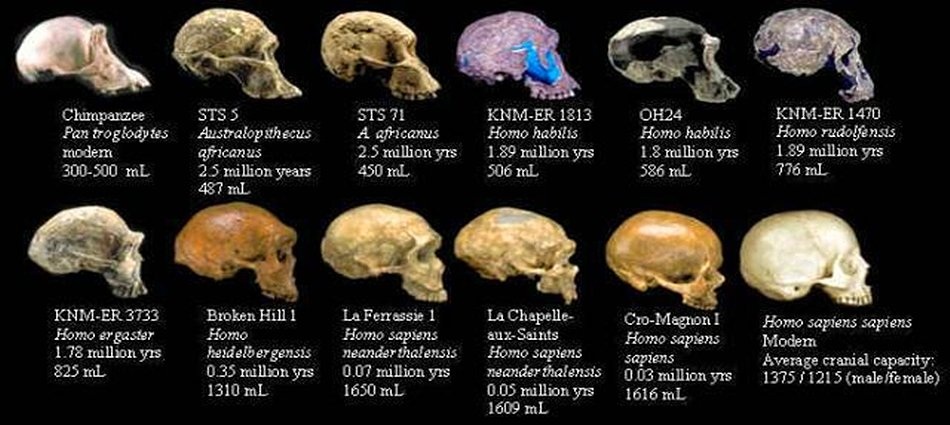 Chimpanzee
Pan troglodytes
modern
300-500 mL
STS 5
Australopithecus
africanus
2.5 million years
487 mL
STS 71
A. africanus
2.5 million yrs
450 mL
KNM-ER 1813
Homo habilis
1.89 million yrs
506 mL
OH24
Homo habilis
1.8 million yrs
586 mL
KNM-ER 1470
Homo rudolfensis
1.89 million yrs
776 mL
KNM-ER 3733
Homo ergaster
1.78 million yrs
825 mL
Broken Hill 1
Homo
heidelbergensis
0.35 million yrs
1310 mL
La Ferrassie 1
Homo sapiens
neanderthalensis
0.07 million yrs
1650 mL
La Chapelle-
aux-Saints
Homo sapiens
neanderthalensis
0.05 million yrs
1609 mL
Cro-Magnon I
Homo sapiens
sapiens
0.03 million yrs
1616 mL
Homo sapiens sapiens
Modern
Average cranial capacity:
1375 / 1215 (male/female)